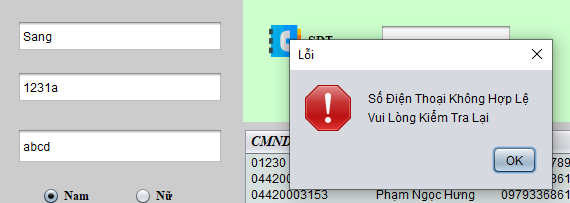 Sang
1231a
abcd
Nam
Nữ
SDT
Lỗi
Số Điện Thoại Không Hợp Lệ
Vui Lòng Kiểm Tra Lại
OK
CMND
01230
04420
04420003153 Phạm Ngọc Hưng 0979336861